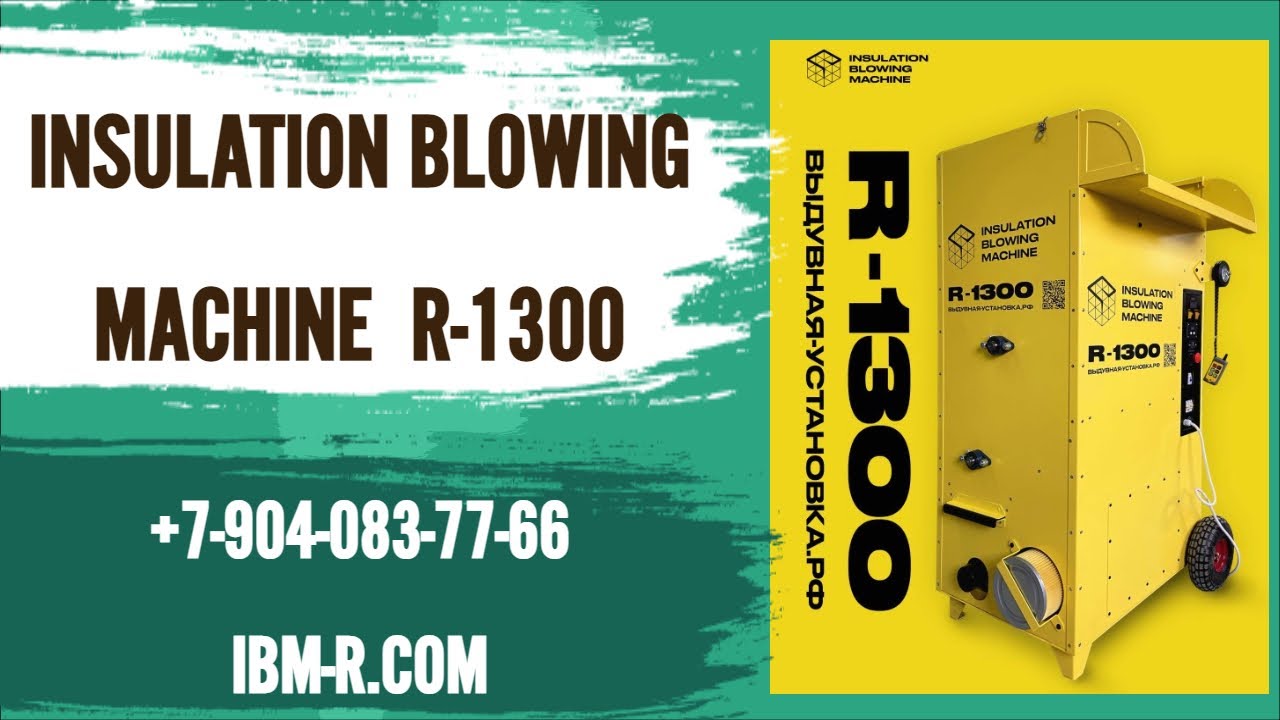 INSULATION BLOWING
MACHINE R-1300
+7-904-083-77-66
IBM-R.COM
INSULATION
BLOWING
MACHINE
R-1300
ВЫДУВНАЯ-УСТАНОВКА.РФ
INSULATION
BLOWING
MACHINE
R-1300
ВЫДУВНАЯ-УСТАНОВКА.РФ
INSULATION
BLOWING
MACHINE
R-1300
ВЫДУВНАЯ-УСТАНОВКА.РФ